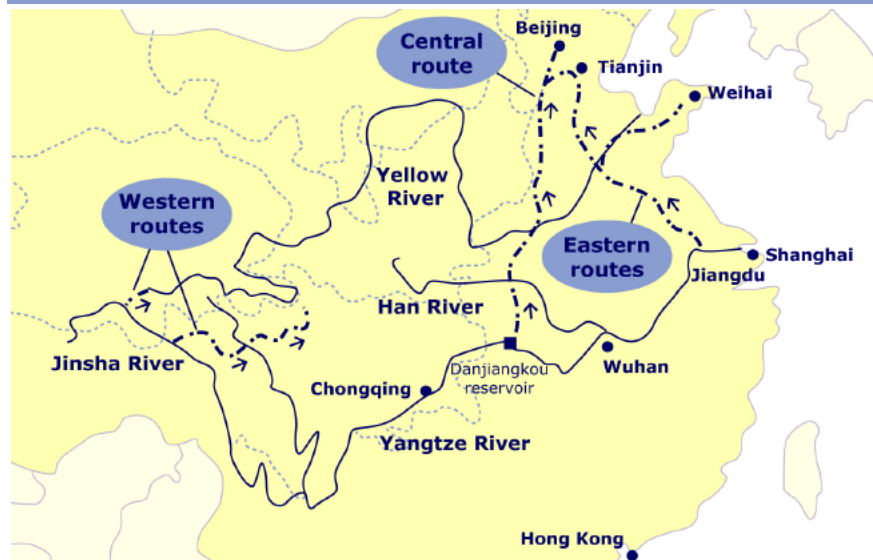 Beijing
Central
route
Tianjin
Weihai
Yellow
River
Western
routes
Eastern
routes
Shanghai
Jiangdu
Han River
Jinsha River
Wuhan
Danjiangkou
reservoir
Chongqing
Yangtze River
Hong Kong